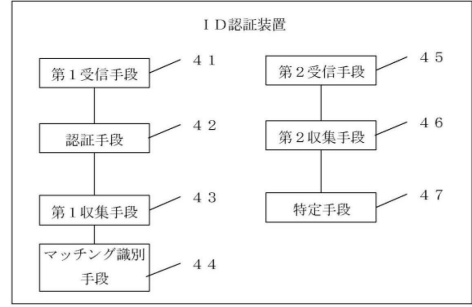 ＩＤ認証装置
第１受信手段
４１
認証手段
４２
第１収集手段
４３
マッチング識別
手段
４４
第２受信手段
４５
第２収集手段
４６
特定手段
４７